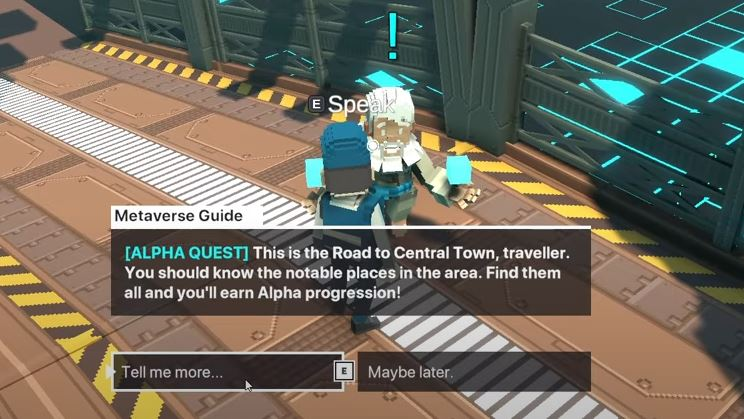 !
E Speak
Metaverse Guide
[ALPHA QUEST] This is the Road to Central Town, traveller.
You should know the notable places in the area. Find them
all and you'll earn Alpha progression!
Tell me more... E Maybe later.